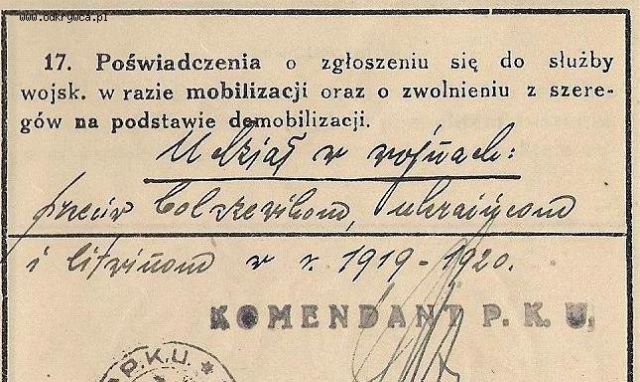 www.odkrywca.pl
17. Poświadczenia o zgłoszeniu się do służby
wojsk. w razie mobilizacji oraz o zwolnieniu z szere-
gów na podstawie demobilizacji.
Udział w wojnach:
przeciw bolszewikom, ukraińcom
i litwinom w r. 1919-1920.
KOMENDANT P. K. U.
P.K.U. *